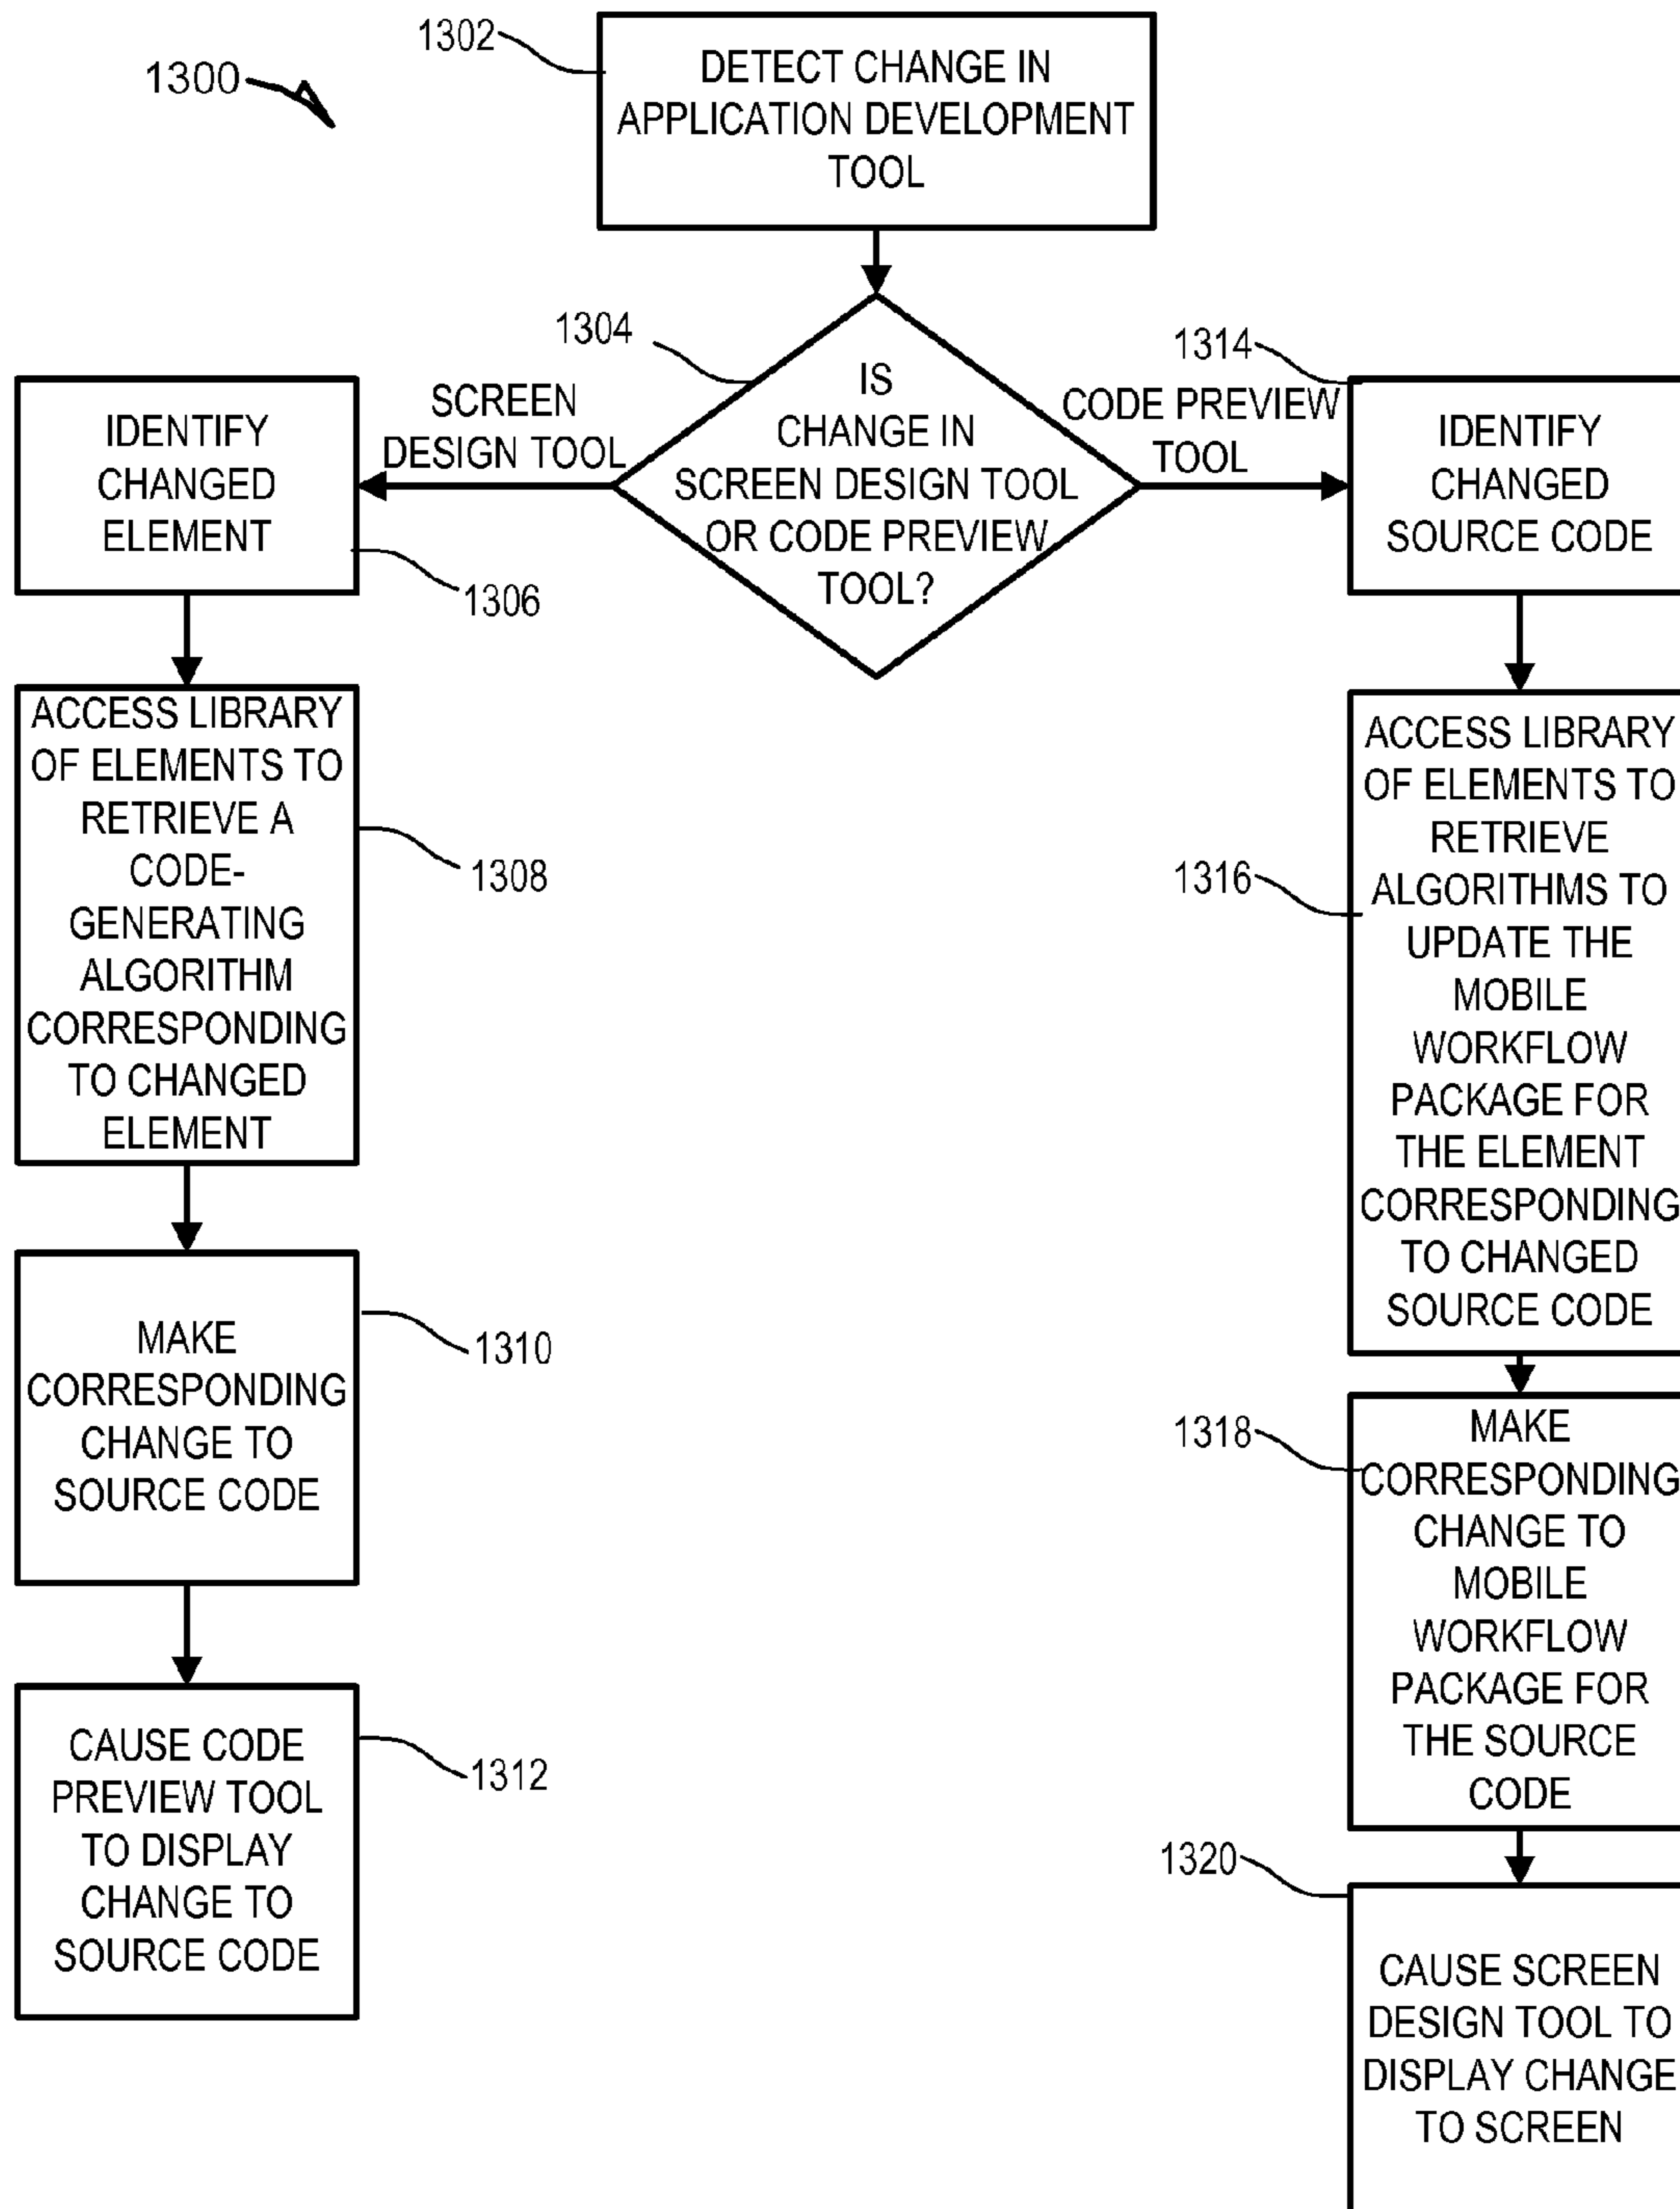 1300
1302
DETECT CHANGE IN
APPLICATION DEVELOPMENT
TOOL
1304
IS
CHANGE IN
SCREEN DESIGN TOOL
OR CODE PREVIEW
TOOL?
SCREEN
DESIGN TOOL
IDENTIFY
CHANGED
ELEMENT
1306
ACCESS LIBRARY
OF ELEMENTS TO
RETRIEVE A
CODE-
GENERATING
ALGORITHM
CORRESPONDING
TO CHANGED
ELEMENT
1308
MAKE
CORRESPONDING
CHANGE TO
SOURCE CODE
1310
CAUSE CODE
PREVIEW TOOL
TO DISPLAY
CHANGE TO
SOURCE CODE
1312
CODE PREVIEW
TOOL
1314
IDENTIFY
CHANGED
SOURCE CODE
1316
ACCESS LIBRARY
OF ELEMENTS TO
RETRIEVE
ALGORITHMS TO
UPDATE THE
MOBILE
WORKFLOW
PACKAGE FOR
THE ELEMENT
CORRESPONDING
TO CHANGED
SOURCE CODE
1318
MAKE
CORRESPONDING
CHANGE TO
MOBILE
WORKFLOW
PACKAGE FOR
THE SOURCE
CODE
1320
CAUSE SCREEN
DESIGN TOOL TO
DISPLAY CHANGE
TO SCREEN